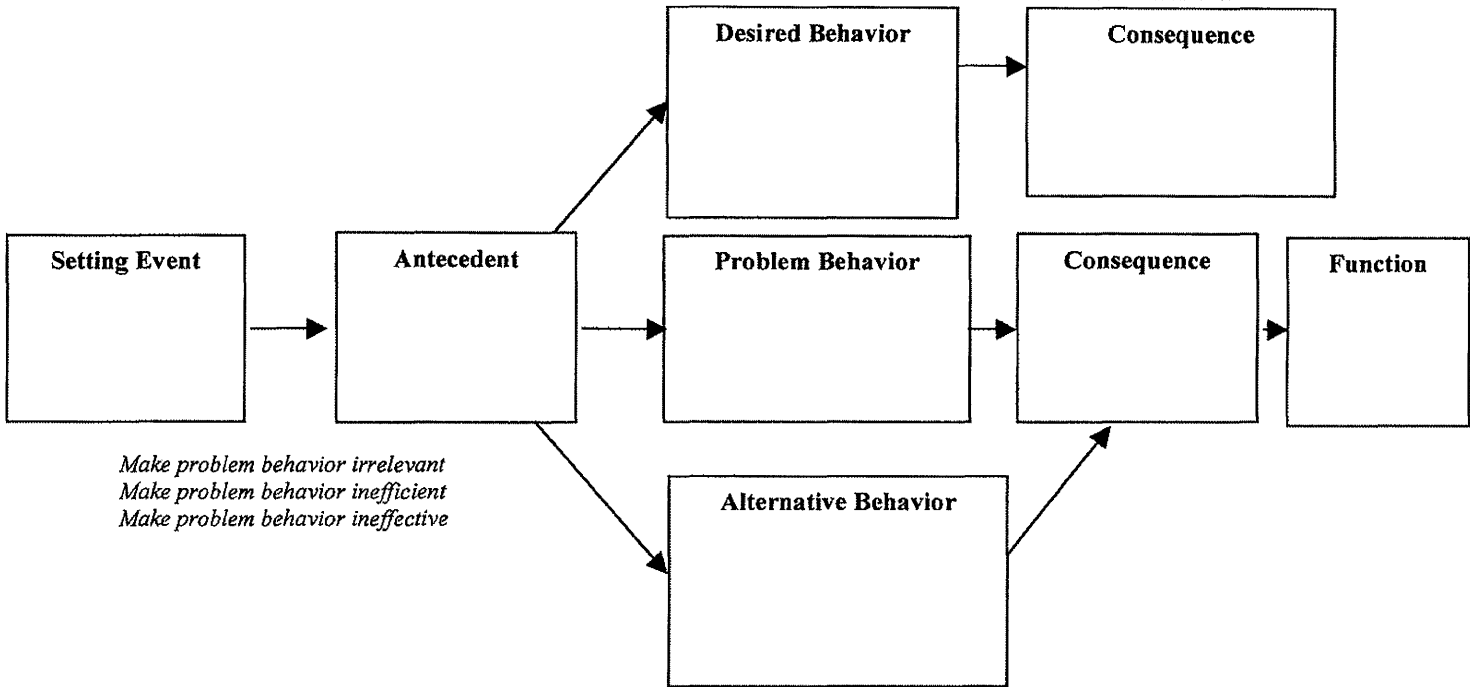 Desired Behavior
Consequence
Setting Event
Antecedent
Problem Behavior
Consequence
Function
Make problem behavior irrelevant
Make problem behavior inefficient
Make problem behavior ineffective
Alternative Behavior